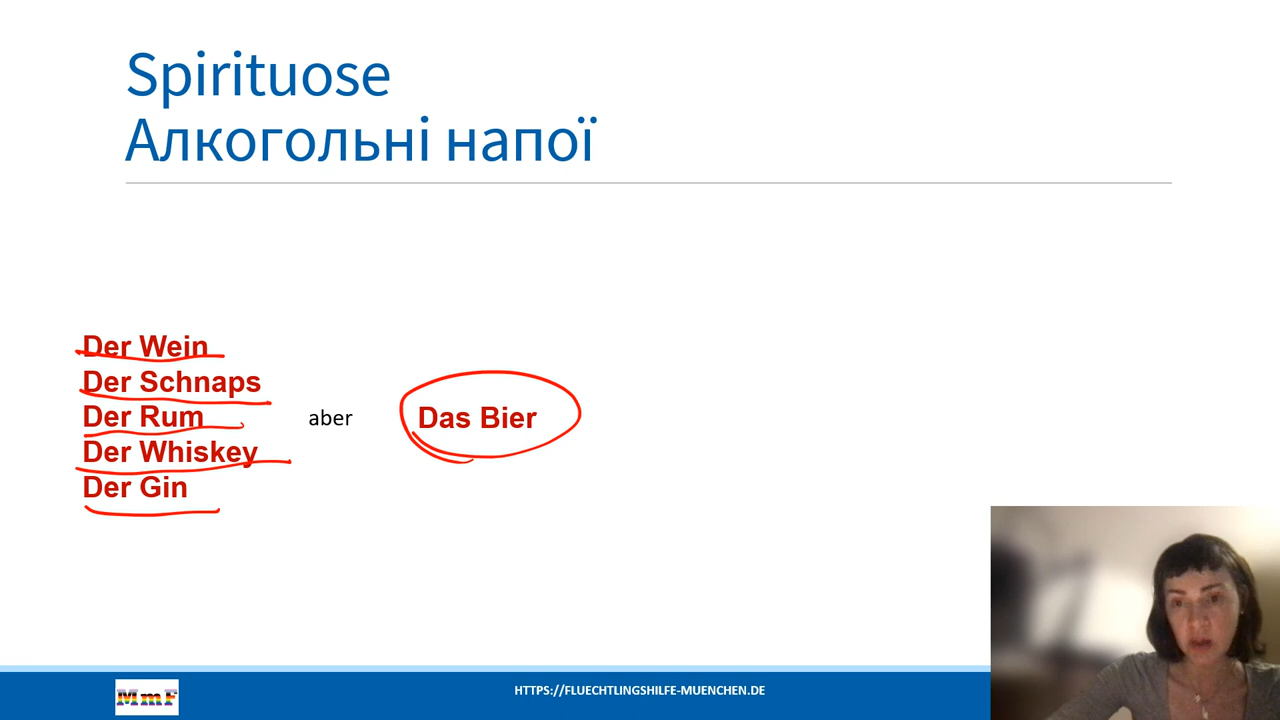 Spirituose
Алкогольні напої
Der Wein
Der Schnaps
Der Rum
Der Whiskey
Der Gin
aber
Das Bier
MmF
HTTPS://FLUECHTLINGSHILFE-MUENCHEN.DE